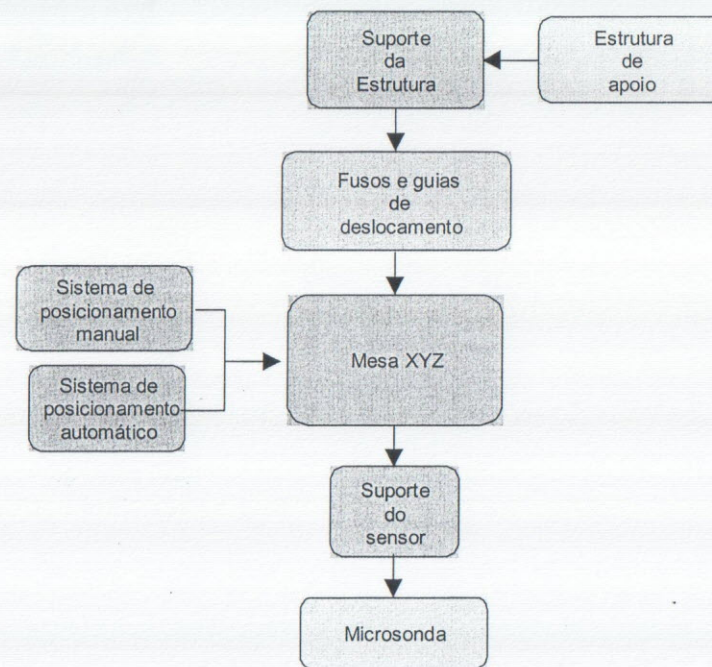 Suporte
da
Estrutura
Estrutura
de
apoio
Fusos e guias
de
deslocamento
Sistema de
posicionamento
manual
Mesa XYZ
Sistema de
posicionamento
automático
Suporte
do
sensor
Microsonda